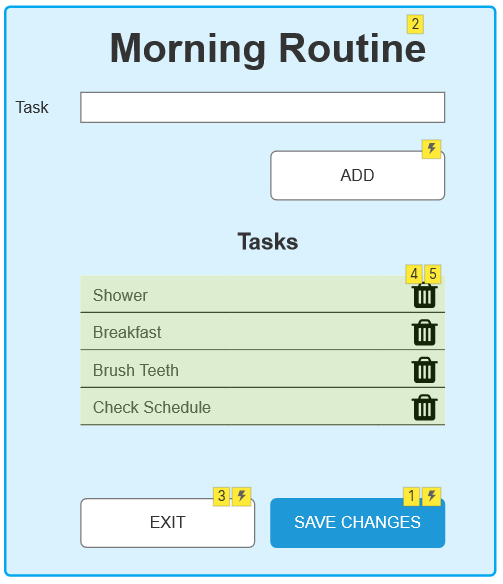 2
Morning Routine
Task
ADD
Tasks
4 5
Shower
Breakfast
Brush Teeth
Check Schedule
3 1
EXIT SAVE CHANGES